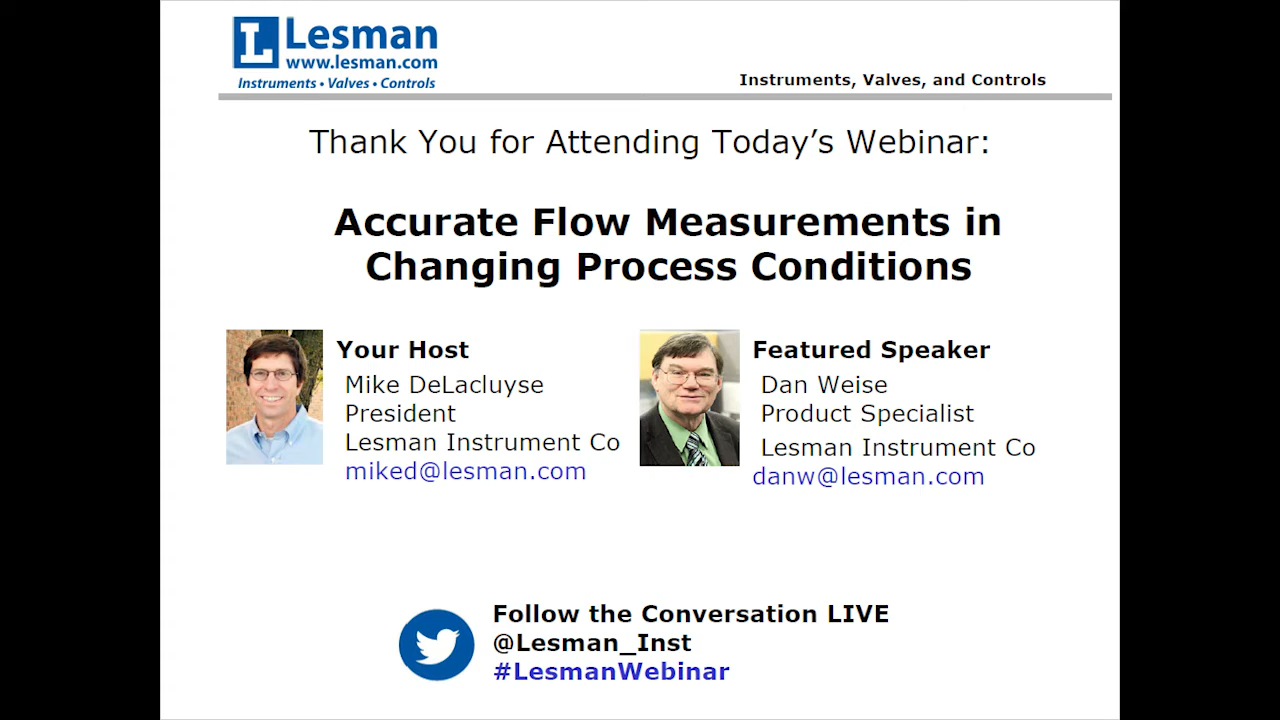 Lesman
www.lesman.com
Instruments • Valves • Controls
Instruments, Valves, and Controls
Thank You for Attending Today’s Webinar:
Accurate Flow Measurements in
Changing Process Conditions
Your Host
Mike DeLacluyse
President
Lesman Instrument Co
miked@lesman.com
Featured Speaker
Dan Weise
Product Specialist
Lesman Instrument Co
danw@lesman.com
Follow the Conversation LIVE
@Lesman_Inst
#LesmanWebinar